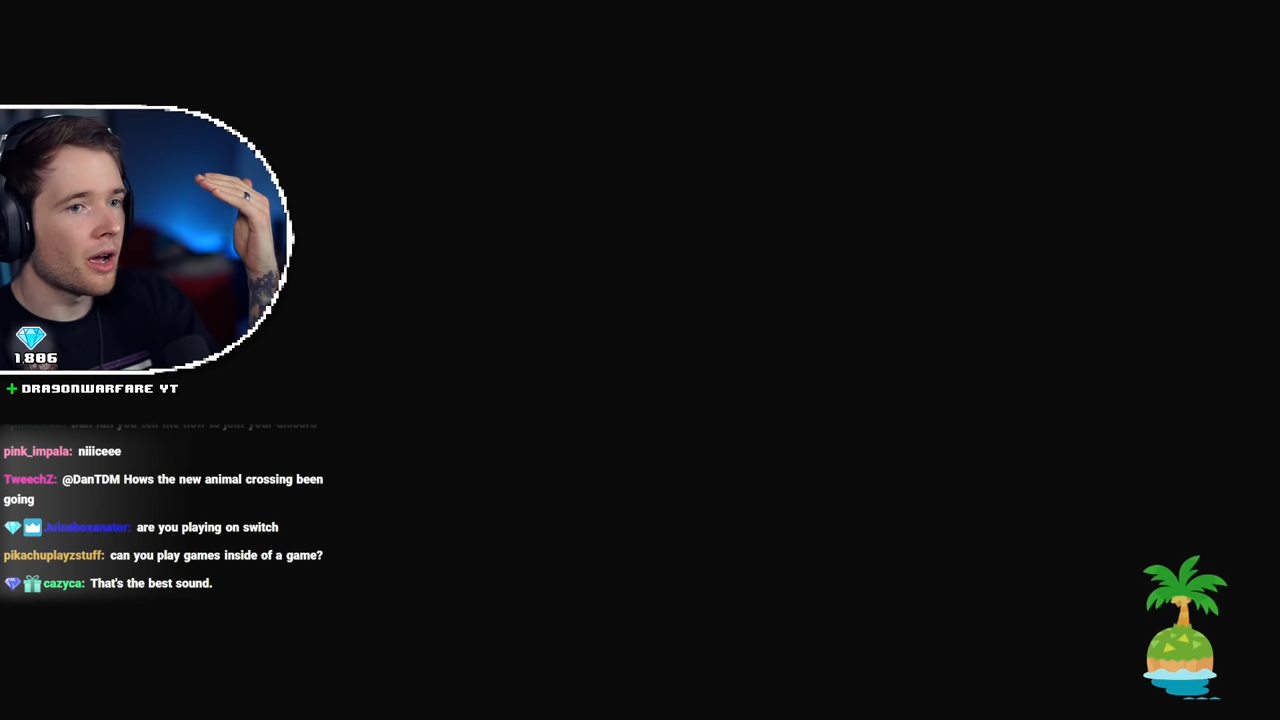 1886
+ DRAGONWARFARE YT
pink_impala: niiiceee
TweechZ: @DanTDM Hows the new animal crossing been
going
Juiceboxanator: are you playing on switch
pikachuplayzstuff: can you play games inside of a game?
cazyca: That's the best sound.